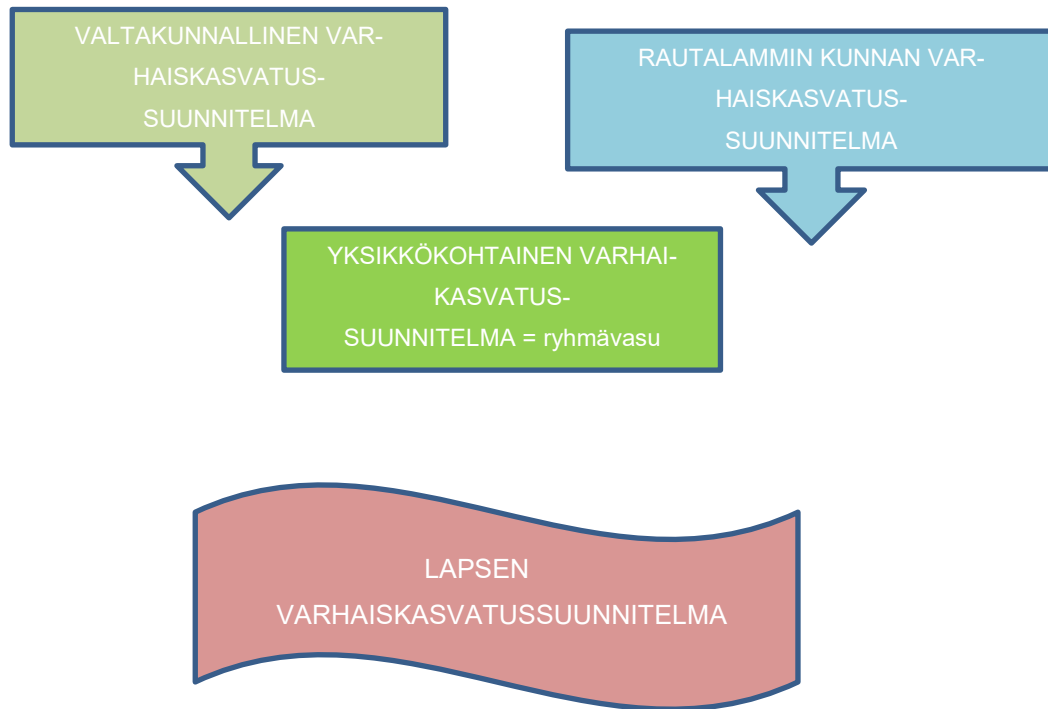 VALTAKUNNALLINEN VAR-
HAISKASVATUS-
SUUNNITELMA
RAUTALAMMIN KUNNAN VAR-
HAISKASVATUS-
SUUNNITELMA
YKSIKKÖKOHTAINEN VARHAI-
KASVATUS-
SUUNNITELMA = ryhmävasu
LAPSEN
VARHAISKASVATUSSUUNNITELMA